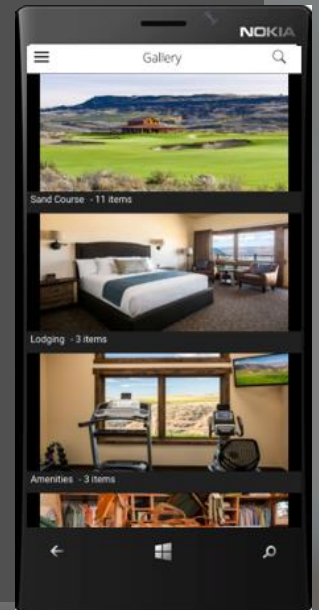 NOKIA
Gallery
Sand Course - 11 items
Lodging - 3 items
Amenities - 3 items